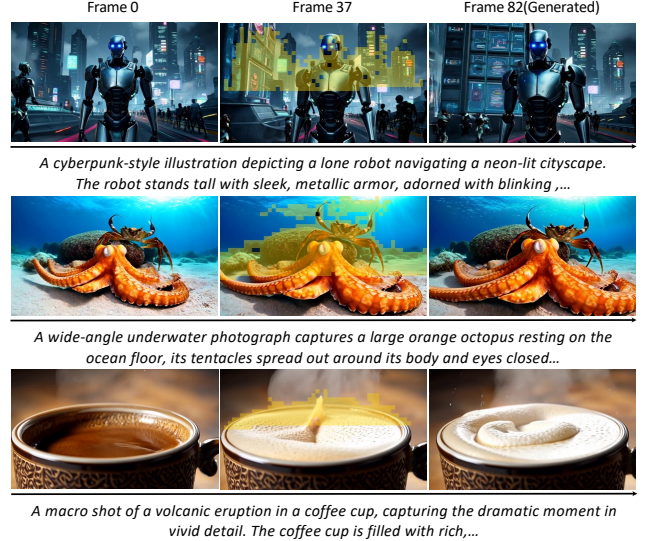 Frame 0 Frame 37 Frame 82(Generated)
A cyberpunk-style illustration depicting a lone robot navigating a neon-lit cityscape.
The robot stands tall with sleek, metallic armor, adorned with blinking ,...
A wide-angle underwater photograph captures a large orange octopus resting on the
ocean floor, its tentacles spread out around its body and eyes closed...
A macro shot of a volcanic eruption in a coffee cup, capturing the dramatic moment in
vivid detail. The coffee cup is filled with rich,...